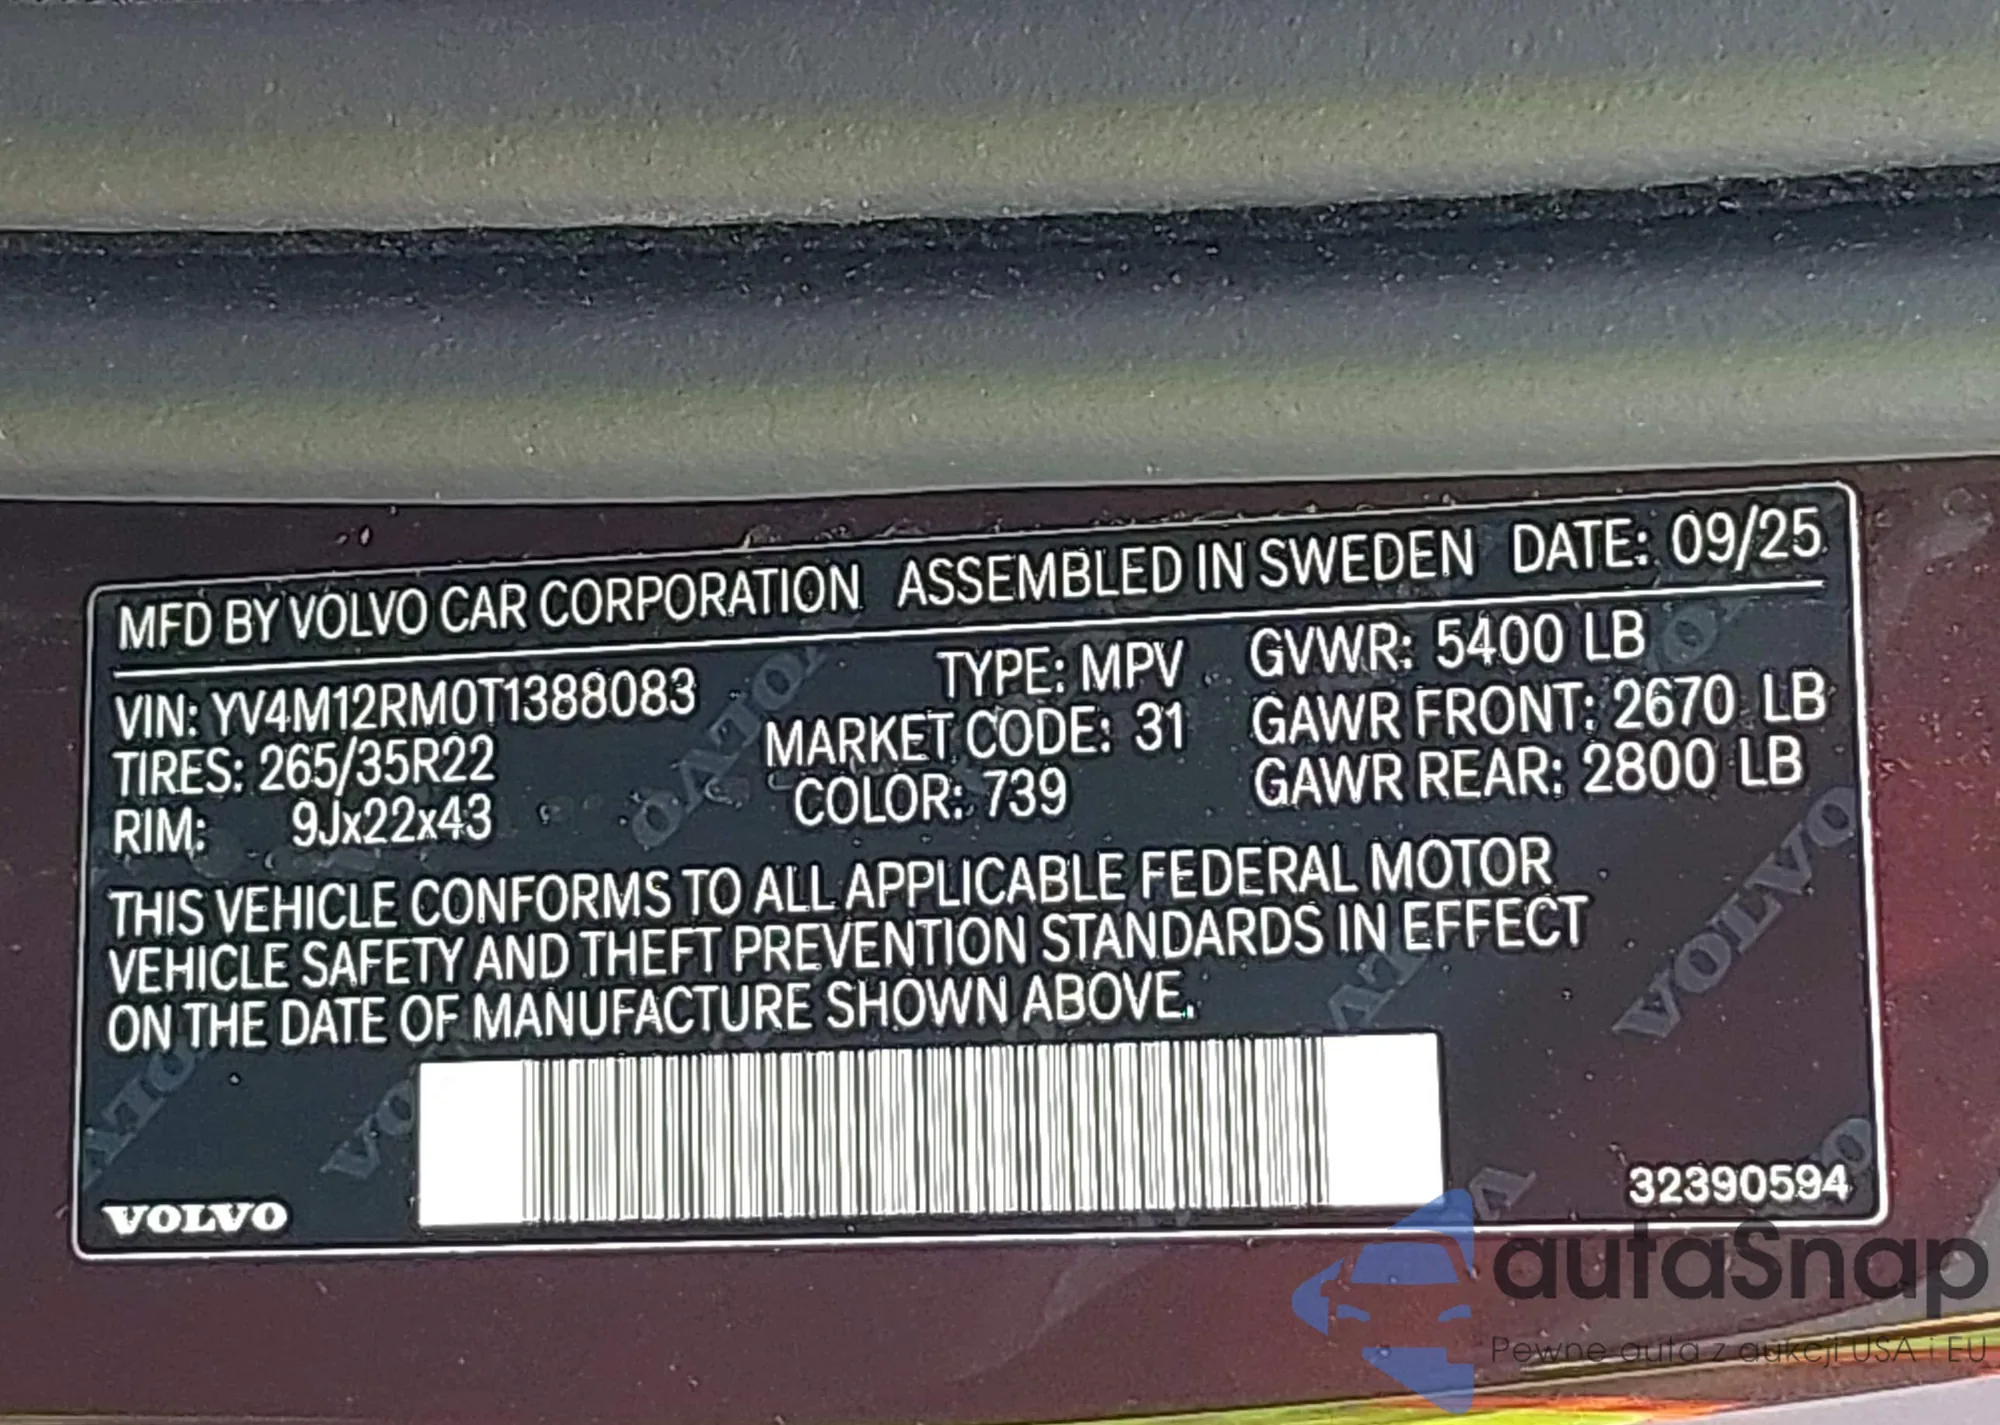 MFD BY VOLVO CAR CORPORATION ASSEMBLED IN SWEDEN DATE: 09/25
VIN: YV4M12RM0T1388083 TYPE: MPV GVWR: 5400 LB
TIRES: 265/35R22 MARKET CODE: 31 GAWR FRONT: 2670 LB
RIM: 9Jx22x43 COLOR: 739 GAWR REAR: 2800 LB
THIS VEHICLE CONFORMS TO ALL APPLICABLE FEDERAL MOTOR
VEHICLE SAFETY AND THEFT PREVENTION STANDARDS IN EFFECT
ON THE DATE OF MANUFACTURE SHOWN ABOVE.
VOLVO
32390594
autaSnap
Pewne auta z aukcji USA i EU